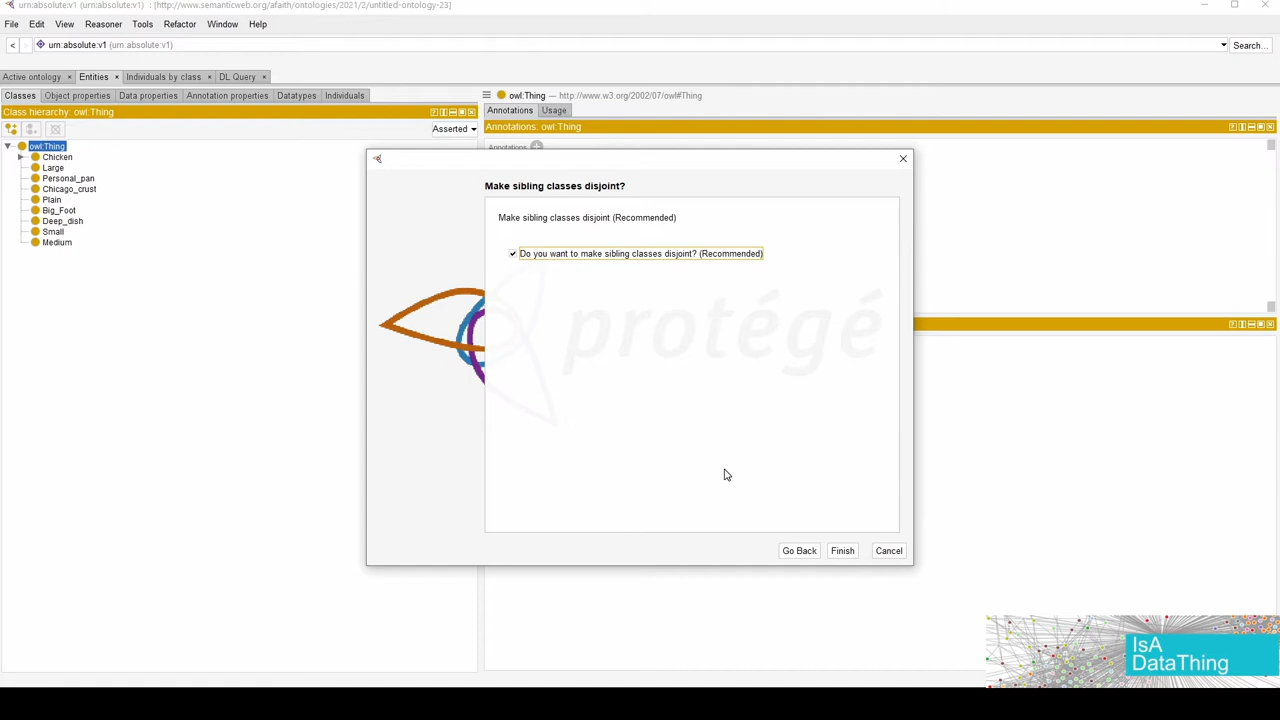 urn:absolute:v1 (urn:absolute:v1) : [http://www.semanticweb.org/afaith/ontologies/2021/2/untitled-ontology-23]
File Edit View Reasoner Tools Refactor Window Help
< > urn:absolute:v1 (urn:absolute:v1) Search...
Active ontology × Entities × Individuals by class × DL Query ×
Classes Object properties Data properties Annotation properties Datatypes Individuals
owl:Thing — http://www.w3.org/2002/07/owl#Thing
Annotations Usage
Class hierarchy: owl:Thing
Annotations: owl:Thing
Asserted
Annotations
owl:Thing
Chicken
Large
Personal_pan
Chicago_crust
Plain
Big_Foot
Deep_dish
Small
Medium
Make sibling classes disjoint?
Make sibling classes disjoint (Recommended)
Do you want to make sibling classes disjoint? (Recommended)
protégé
Go Back Finish Cancel
IsA
DataThing